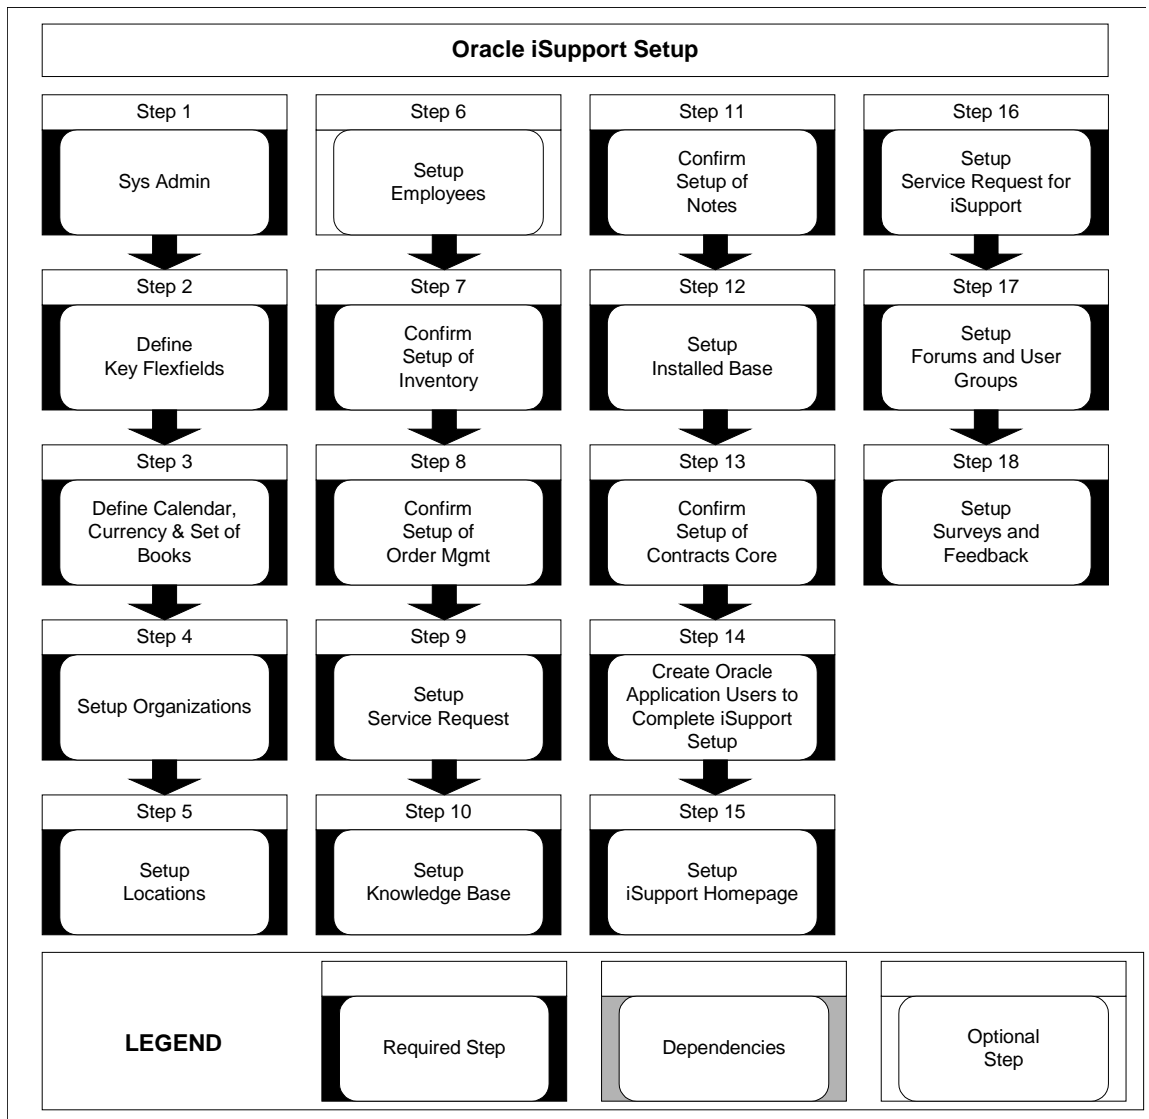 Oracle iSupport Setup
Step 1
Sys Admin
Step 2
Define
Key Flexfields
Step 3
Define Calendar,
Currency & Set of
Books
Step 4
Setup Organizations
Step 5
Setup
Locations
Step 6
Setup
Employees
Step 7
Confirm
Setup of
Inventory
Step 8
Confirm
Setup of
Order Mgmt
Step 9
Setup
Service Request
Step 10
Setup
Knowledge Base
Step 11
Confirm
Setup of
Notes
Step 12
Setup
Installed Base
Step 13
Confirm
Setup of
Contracts Core
Step 14
Create Oracle
Application Users to
Complete iSupport
Setup
Step 15
Setup
iSupport Homepage
Step 16
Setup
Service Request for
iSupport
Step 17
Setup
Forums and User
Groups
Step 18
Setup
Surveys and
Feedback
LEGEND
Required Step
Dependencies
Optional
Step